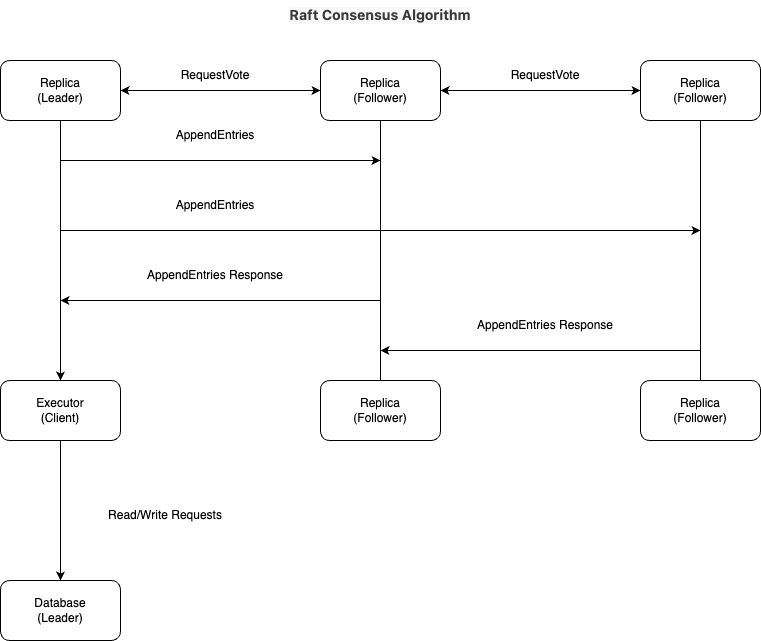 Raft Consensus Algorithm
Replica
(Leader)
RequestVote
Replica
(Follower)
RequestVote
Replica
(Follower)
AppendEntries
AppendEntries
AppendEntries Response
AppendEntries Response
Executor
(Client)
Replica
(Follower)
Replica
(Follower)
Read/Write Requests
Database
(Leader)